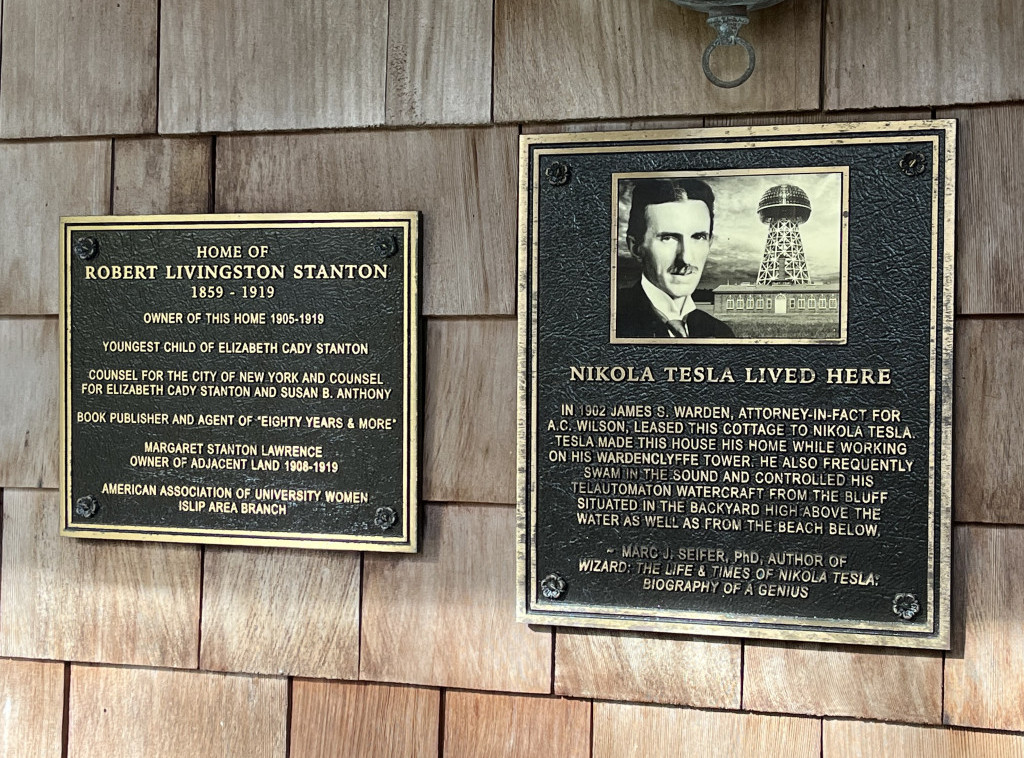 HOME OF
ROBERT LIVINGSTON STANTON
1859 - 1919
OWNER OF THIS HOME 1905-1919
YOUNGEST CHILD OF ELIZABETH CADY STANTON
COUNSEL FOR THE CITY OF NEW YORK AND COUNSEL
FOR ELIZABETH CADY STANTON AND SUSAN B. ANTHONY
BOOK PUBLISHER AND AGENT OF "EIGHTY YEARS & MORE"
MARGARET STANTON LAWRENCE
OWNER OF ADJACENT LAND 1908-1919
AMERICAN ASSOCIATION OF UNIVERSITY WOMEN
ISLIP AREA BRANCH
NIKOLA TESLA LIVED HERE
IN 1902 JAMES S. WARDEN, ATTORNEY-IN-FACT FOR
A.C. WILSON, LEASED THIS COTTAGE TO NIKOLA TESLA.
TESLA MADE THIS HOUSE HIS HOME WHILE WORKING
ON HIS WARDENCLYFFE TOWER. HE ALSO FREQUENTLY
SWAM IN THE SOUND AND CONTROLLED HIS
TELAUTOMATON WATERCRAFT FROM THE BLUFF
SITUATED IN THE BACKYARD HIGH ABOVE THE
WATER AS WELL AS FROM THE BEACH BELOW.
~ MARC J. SEIFER, PhD, AUTHOR OF
WIZARD: THE LIFE & TIMES OF NIKOLA TESLA:
BIOGRAPHY OF A GENIUS